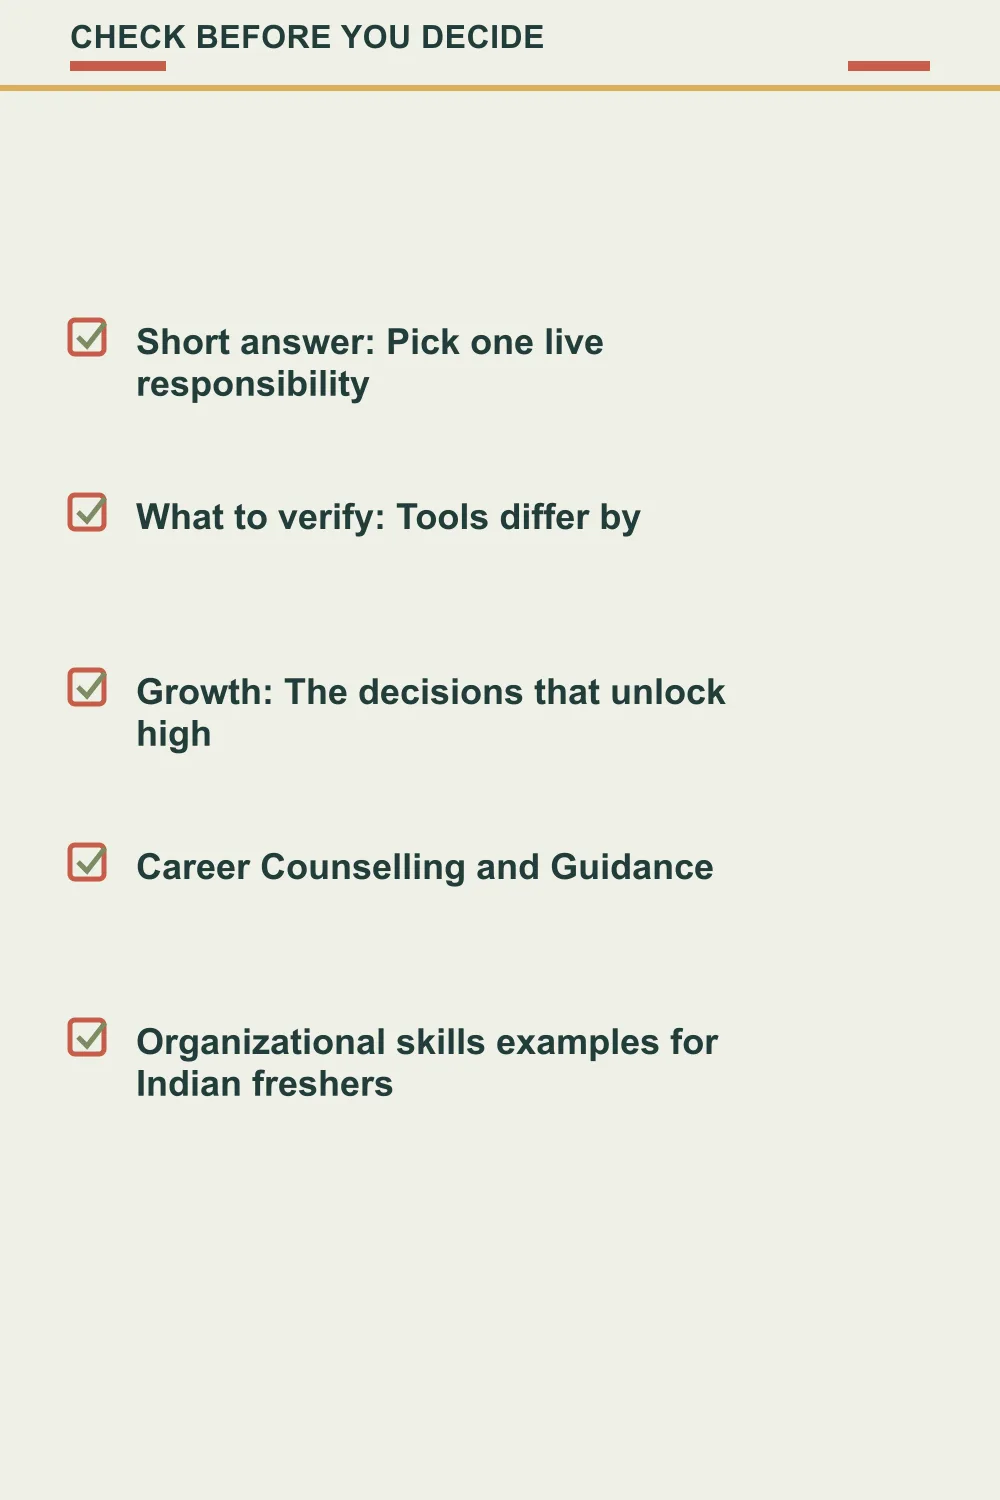 CHECK BEFORE YOU DECIDE
Short answer: Pick one live
responsibility
What to verify: Tools differ by
Growth: The decisions that unlock
high
Career Counselling and Guidance
Organizational skills examples for
Indian freshers